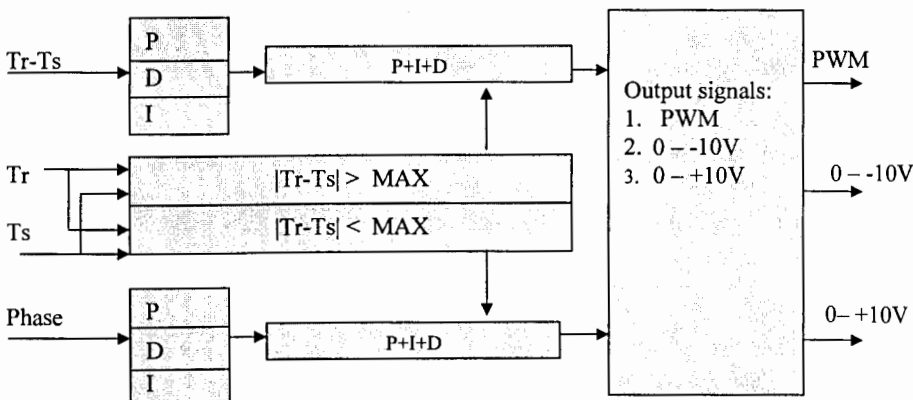 Tr-Ts
P
D
I
P+I+D
PWM
Output signals:
1. PWM
2. 0 – -10V
3. 0 – +10V
Tr
|Tr-Ts| > MAX
0 – -10V
Ts
|Tr-Ts| < MAX
Phase
P
D
I
P+I+D
0– +10V